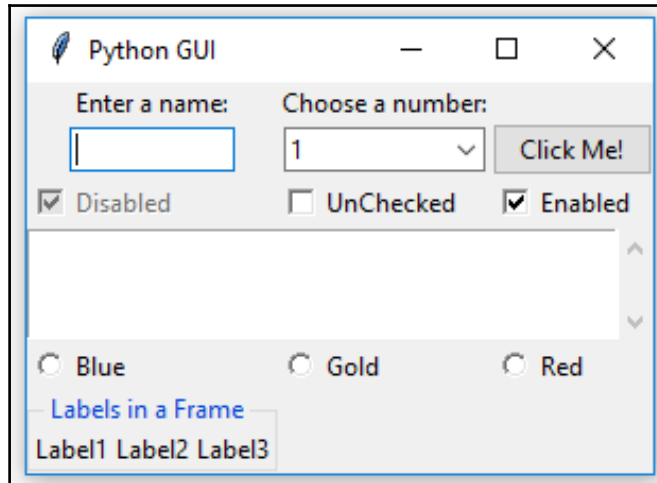 Python GUI
Enter a name: Choose a number:
1 Click Me!
Disabled UnChecked Enabled
Blue Gold Red
Labels in a Frame
Label1 Label2 Label3